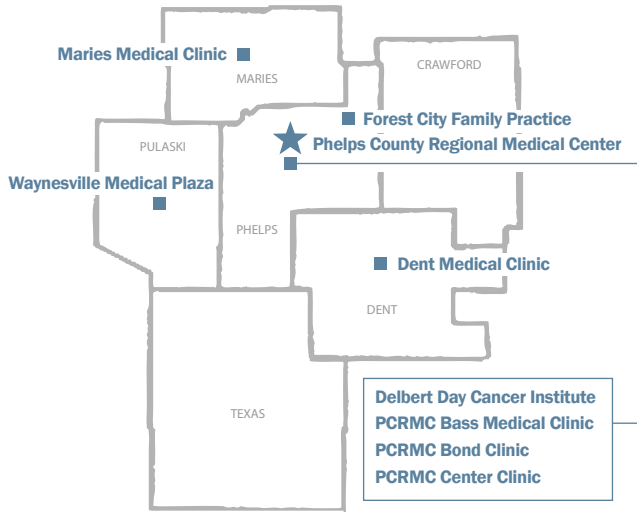 Maries Medical Clinic
MARIES
CRAWFORD
Forest City Family Practice
PULASKI
Phelps County Regional Medical Center
Waynesville Medical Plaza
PHELPS
Dent Medical Clinic
DENT
TEXAS
Delbert Day Cancer Institute
PCRMC Bass Medical Clinic
PCRMC Bond Clinic
PCRMC Center Clinic